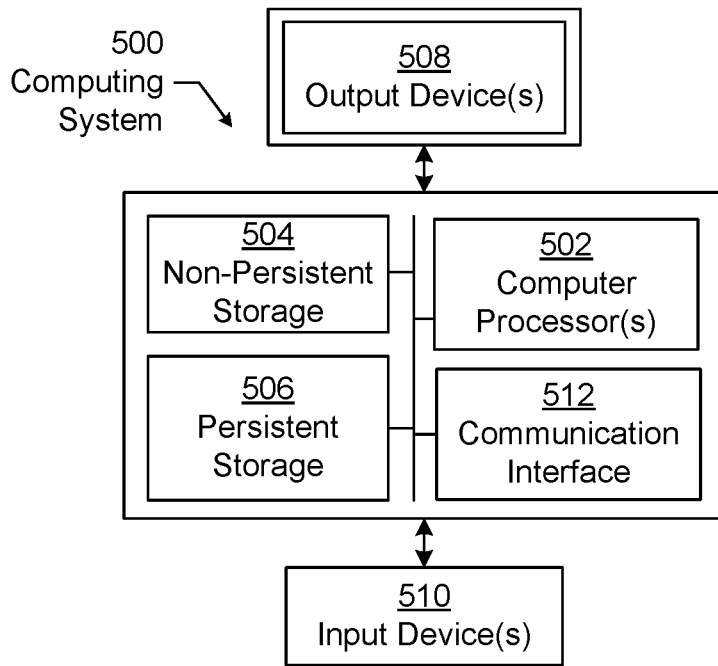 500
Computing
System
508
Output Device(s)
504
Non-Persistent
Storage
502
Computer
Processor(s)
506
Persistent
Storage
512
Communication
Interface
510
Input Device(s)